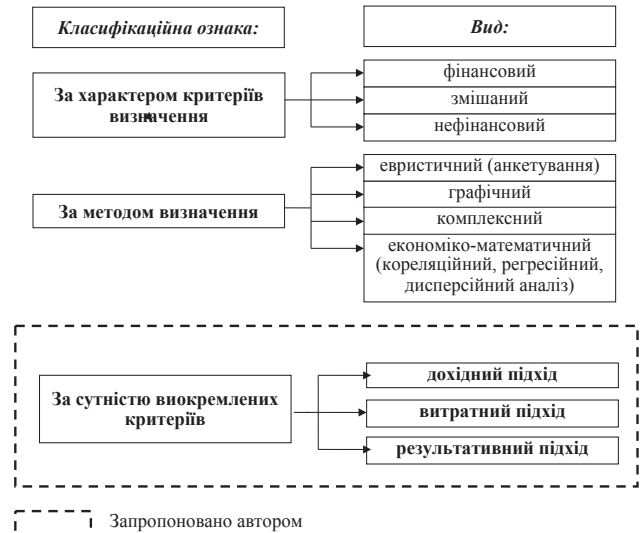 Класифікаційна ознака:
Вид:
За характером критеріїв
визначення
фінансовий
змішаний
нефінансовий
За методом визначення
евристичний (анкетування)
графічний
комплексний
економіко-математичний
(кореляційний, регресійний,
дисперсійний аналіз)
За сутністю виокремлених
критеріїв
дохідний підхід
витратний підхід
результативний підхід
Запропоновано автором